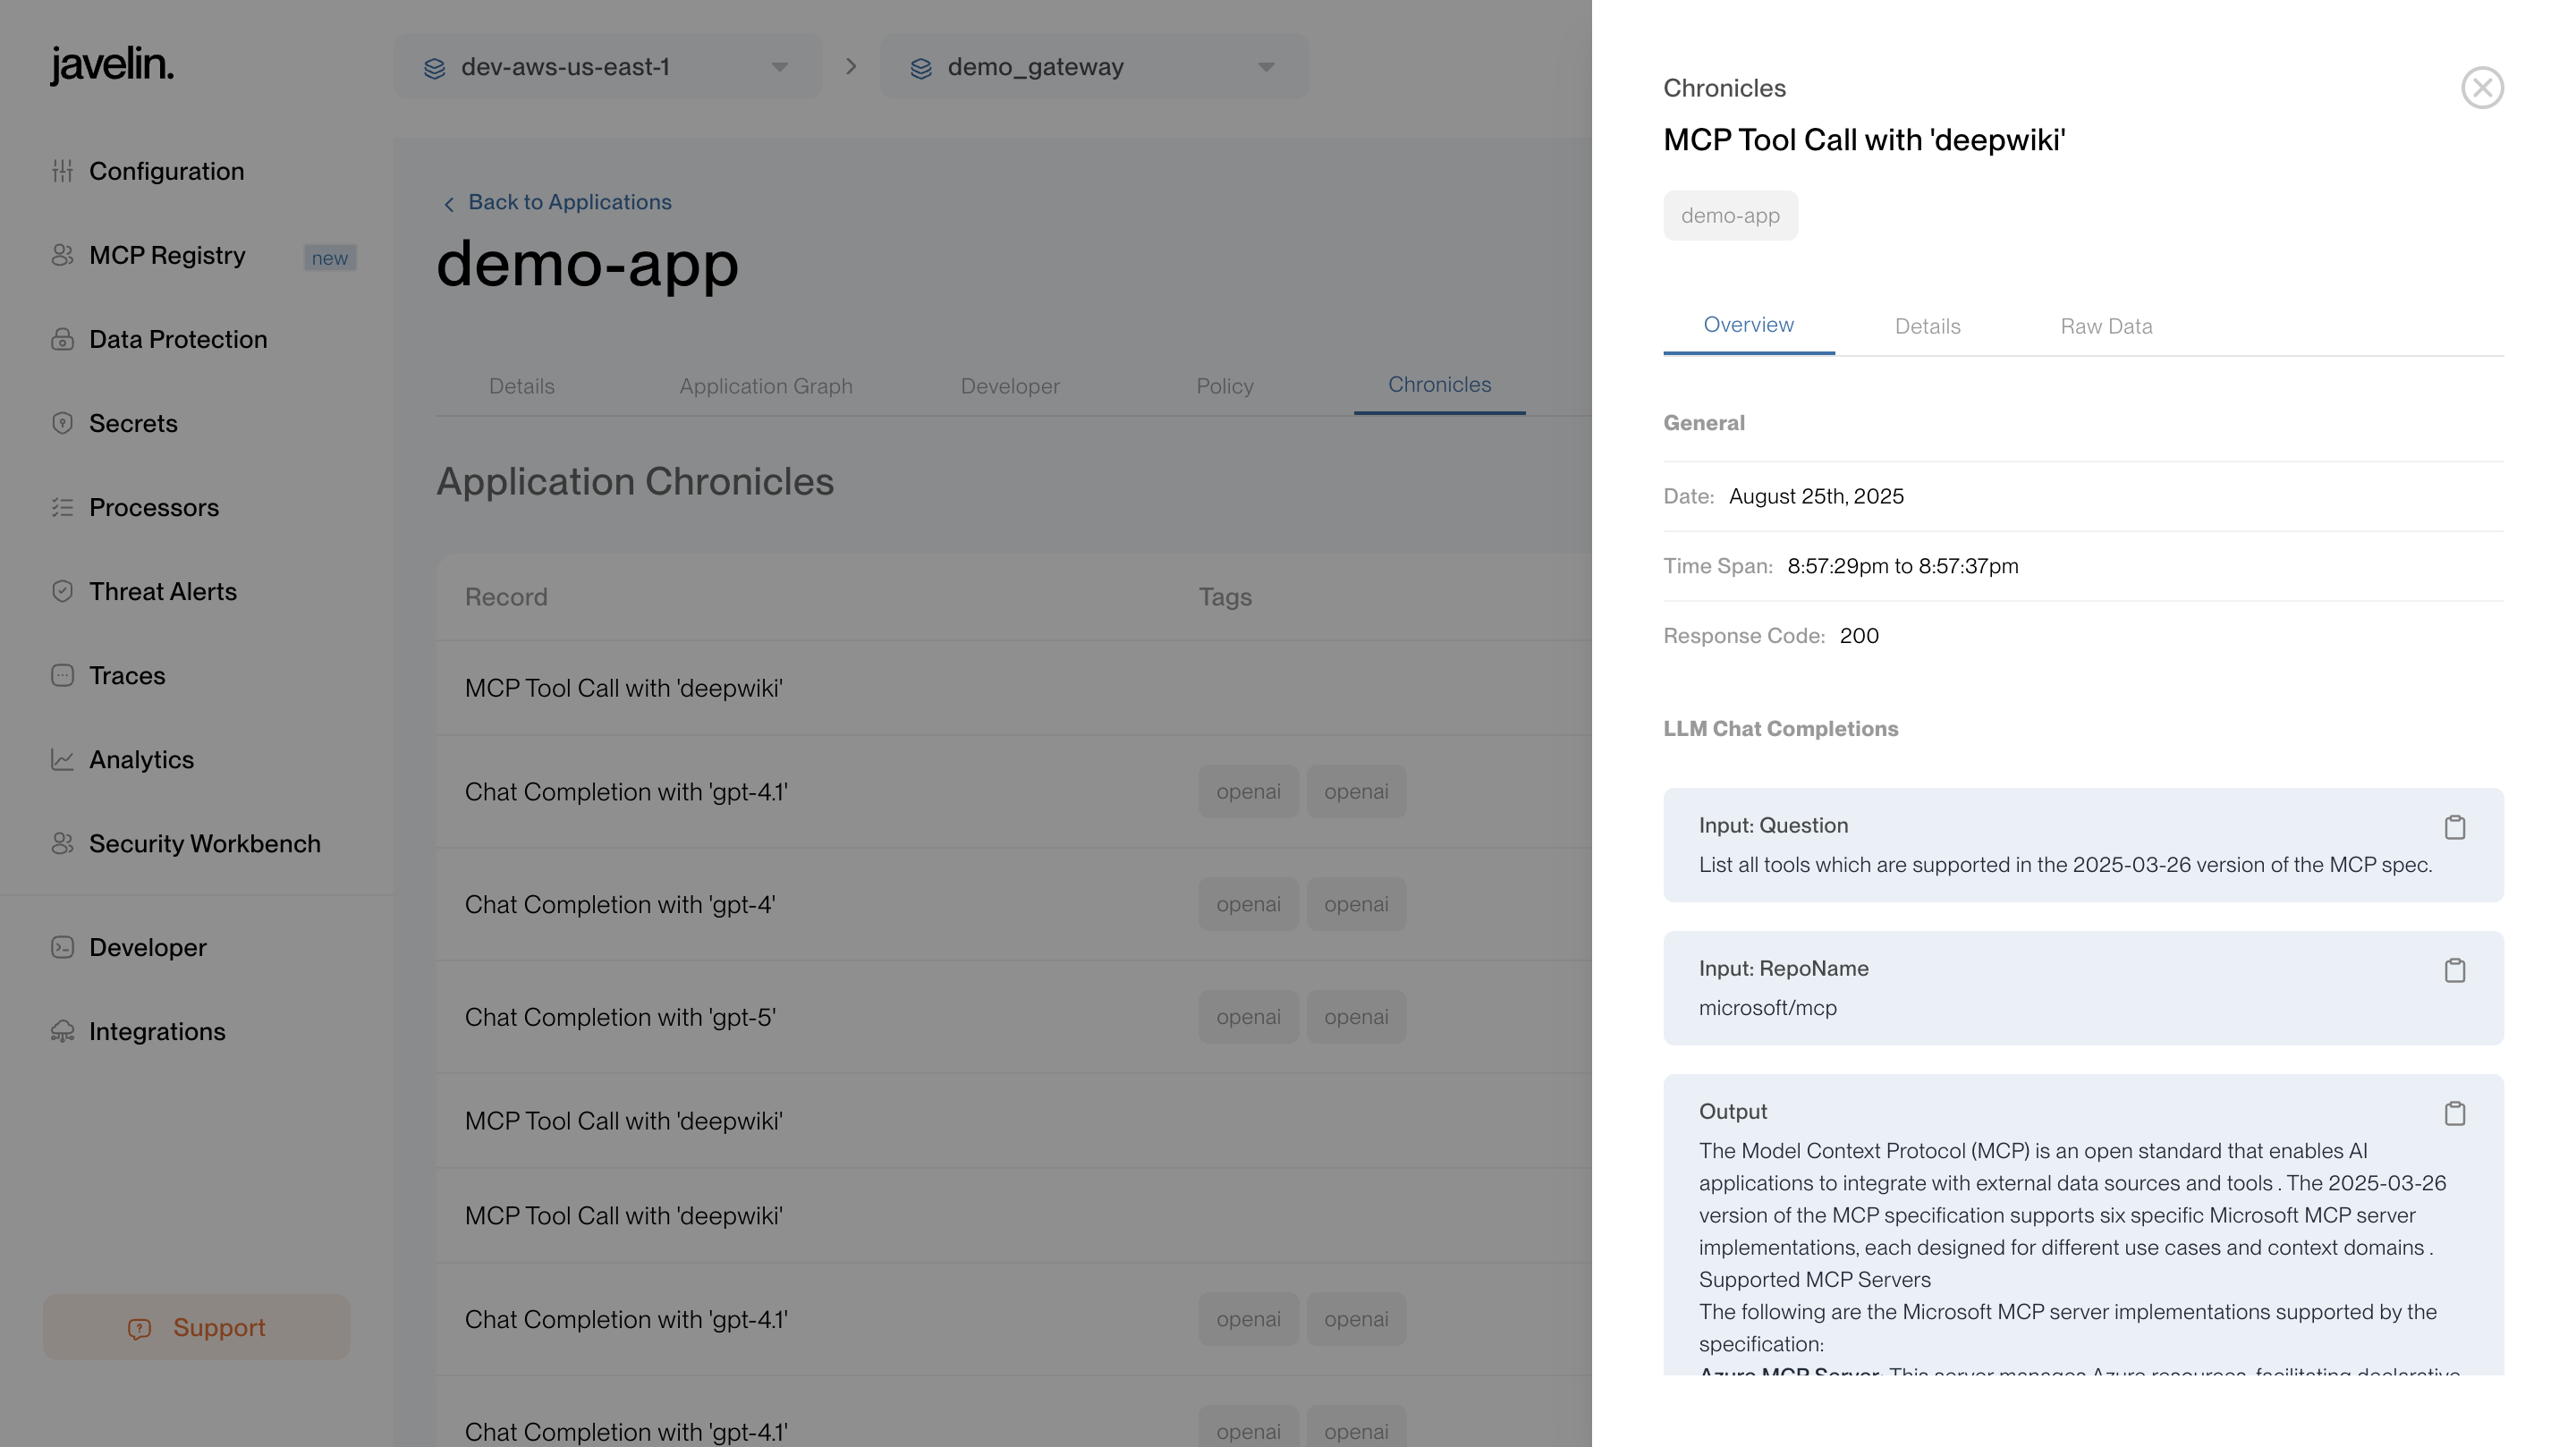 javelin.
dev-aws-us-east-1
demo_gateway
Configuration
MCP Registry new
Data Protection
Secrets
Processors
Threat Alerts
Traces
Analytics
Security Workbench
Developer
Integrations
Support
Back to Applications
demo-app
Details Application Graph Developer Policy Chronicles
Application Chronicles
Record Tags
MCP Tool Call with 'deepwiki'
Chat Completion with 'gpt-4.1' openai openai
Chat Completion with 'gpt-4' openai openai
Chat Completion with 'gpt-5' openai openai
MCP Tool Call with 'deepwiki'
MCP Tool Call with 'deepwiki'
Chat Completion with 'gpt-4.1' openai openai
Chat Completion with 'gpt-4.1' openai openai
Chronicles
MCP Tool Call with 'deepwiki'
demo-app
Overview Details Raw Data
General
Date: August 25th, 2025
Time Span: 8:57:29pm to 8:57:37pm
Response Code: 200
LLM Chat Completions
Input: Question
List all tools which are supported in the 2025-03-26 version of the MCP spec.
Input: RepoName
microsoft/mcp
Output
The Model Context Protocol (MCP) is an open standard that enables AI
applications to integrate with external data sources and tools . The 2025-03-26
version of the MCP specification supports six specific Microsoft MCP server
implementations, each designed for different use cases and context domains .
Supported MCP Servers
The following are the Microsoft MCP server implementations supported by the
specification:
Azure MCP Server: This server manages Azure resources, facilitating declarative